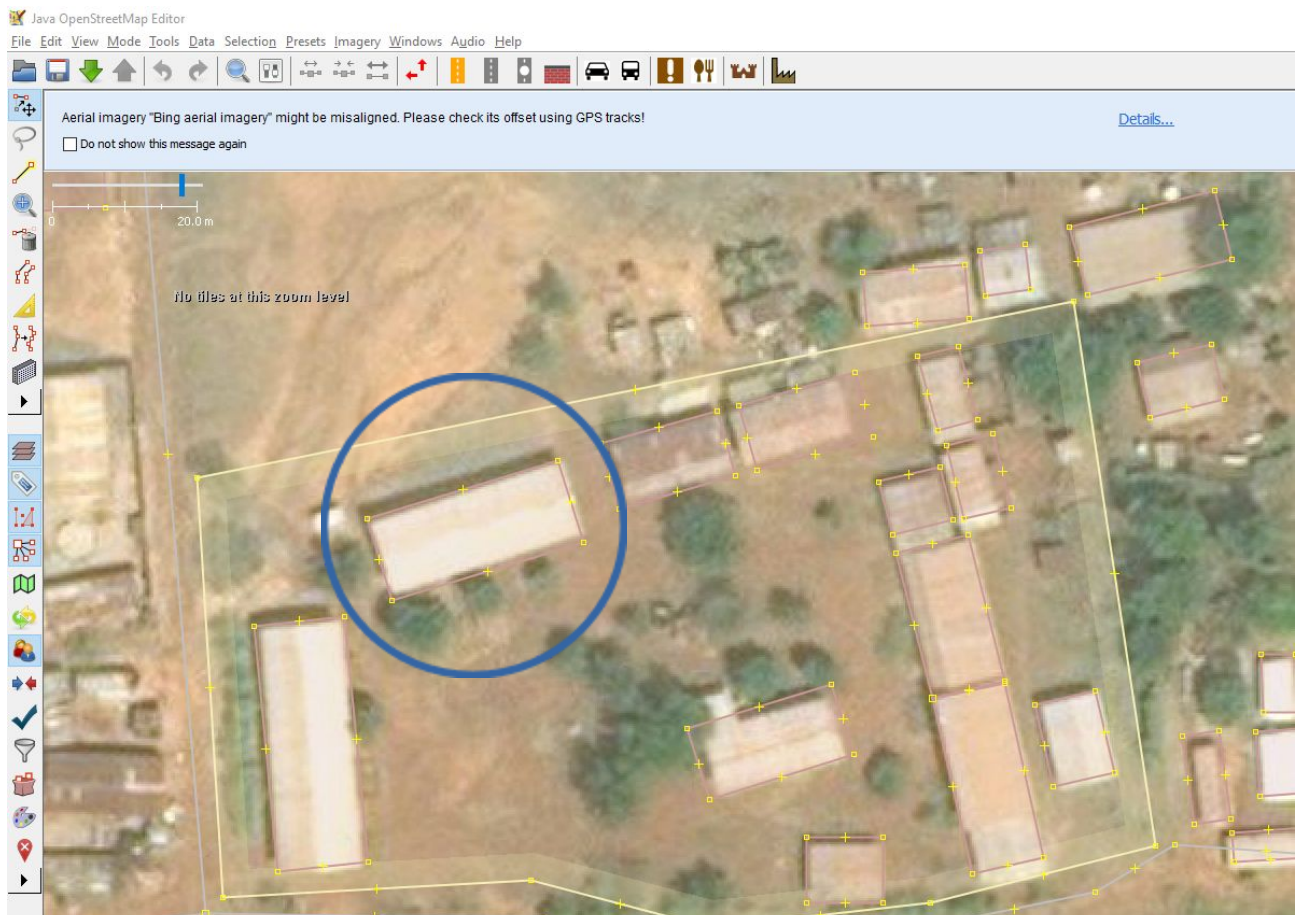 Java OpenStreetMap Editor
File Edit View Mode Tools Data Selection Presets Imagery Windows Audio Help
Aerial imagery "Bing aerial imagery" might be misaligned. Please check its offset using GPS tracks!
Details...
Do not show this message again
0
20.0 m
No tiles at this zoom level